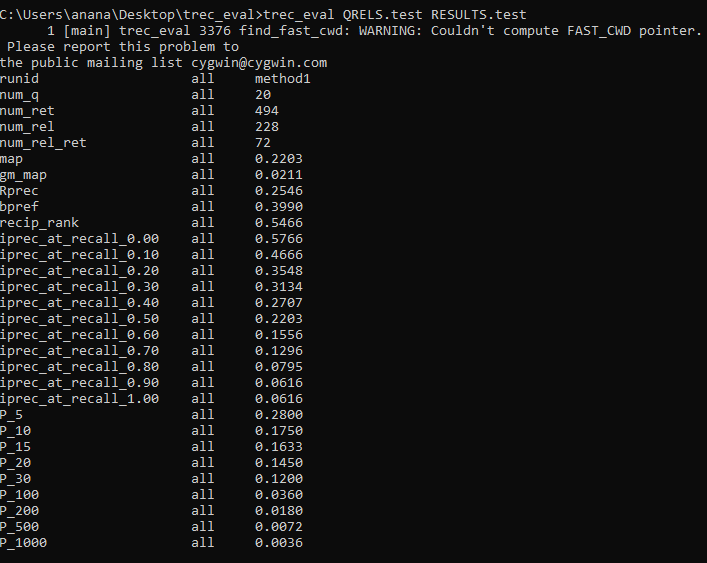 C:\Users\anana\Desktop\trec_eval>trec_eval QRELS.test RESULTS.test
      1 [main] trec_eval 3376 find_fast_cwd: WARNING: Couldn't compute FAST_CWD pointer.
 Please report this problem to
the public mailing list cygwin@cygwin.com
runid                   all     method1
num_q                   all     20
num_ret                 all     494
num_rel                 all     228
num_rel_ret             all     72
map                     all     0.2203
gm_map                  all     0.0211
Rprec                   all     0.2546
bpref                   all     0.3990
recip_rank              all     0.5466
iprec_at_recall_0.00    all     0.5766
iprec_at_recall_0.10    all     0.4666
iprec_at_recall_0.20    all     0.3548
iprec_at_recall_0.30    all     0.3134
iprec_at_recall_0.40    all     0.2707
iprec_at_recall_0.50    all     0.2203
iprec_at_recall_0.60    all     0.1556
iprec_at_recall_0.70    all     0.1296
iprec_at_recall_0.80    all     0.0795
iprec_at_recall_0.90    all     0.0616
iprec_at_recall_1.00    all     0.0616
P_5                     all     0.2800
P_10                    all     0.1750
P_15                    all     0.1633
P_20                    all     0.1450
P_30                    all     0.1200
P_100                   all     0.0360
P_200                   all     0.0180
P_500                   all     0.0072
P_1000                  all     0.0036